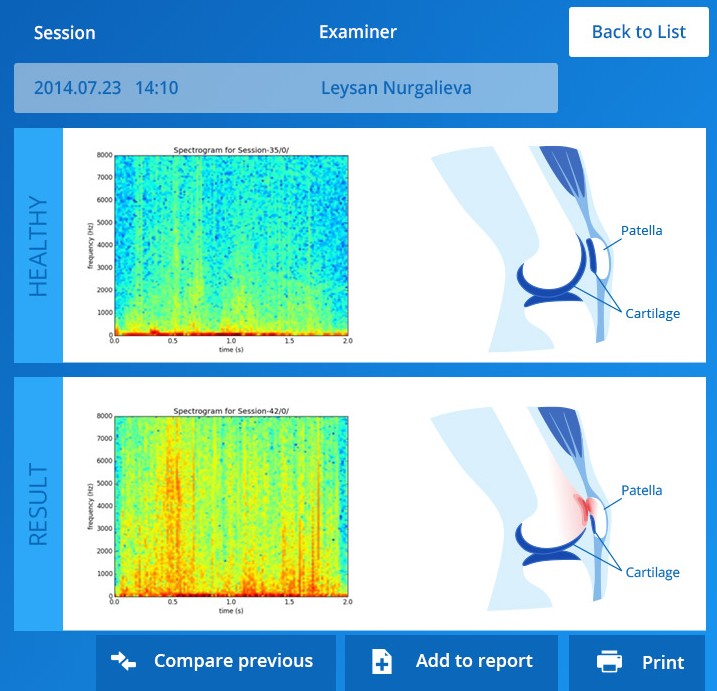 Session
Examiner
Back to List
2014.07.23 14:10
Leysan Nurgalieva
HEALTHY
Spectrogram for Session-35/0/
frequency (Hz)
8000
7000
6000
5000
4000
3000
2000
1000
0
0.0 0.5 1.0 1.5 2.0
time (s)
Patella
Cartilage
RESULT
Spectrogram for Session-42/0/
frequency (Hz)
8000
7000
6000
5000
4000
3000
2000
1000
0
0.0 0.5 1.0 1.5 2.0
time (s)
Patella
Cartilage
Compare previous
Add to report
Print